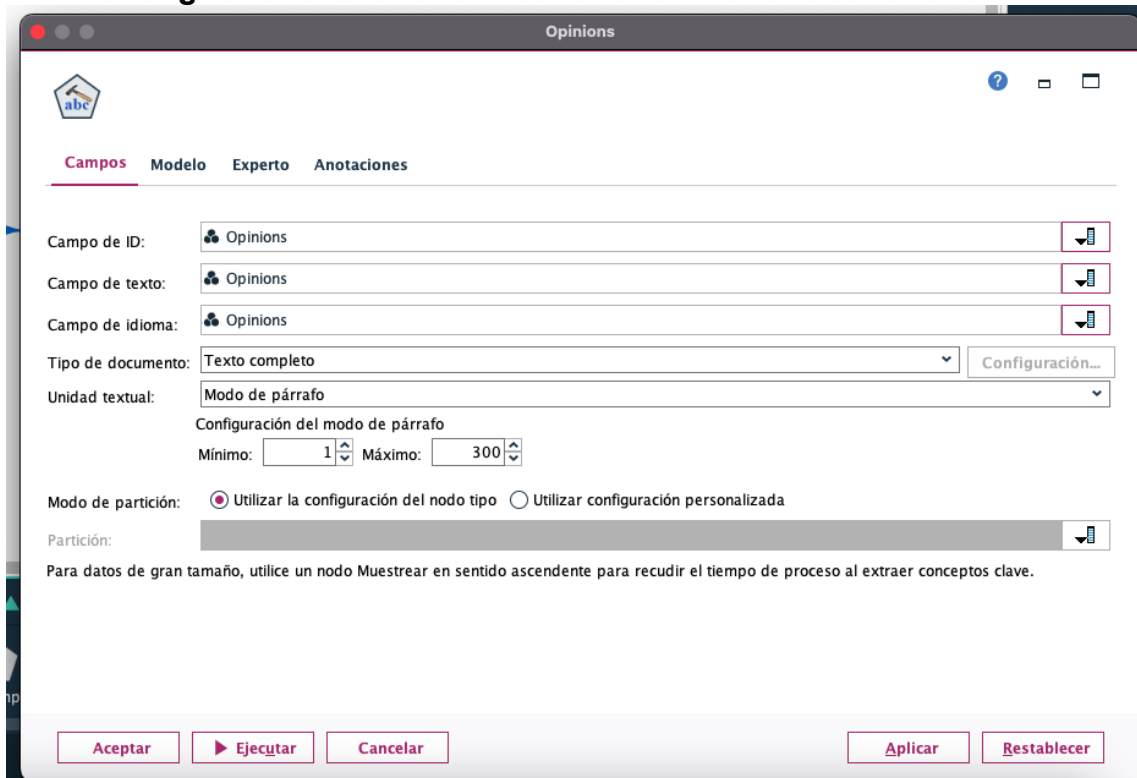 Opinions
abc
?
Campos Modelo Experto Anotaciones
Campo de ID: Opinions
Campo de texto: Opinions
Campo de idioma: Opinions
Tipo de documento: Texto completo Configuración...
Unidad textual: Modo de párrafo
Configuración del modo de párrafo
Mínimo: 1 Máximo: 300
Modo de partición: Utilizar la configuración del nodo tipo Utilizar configuración personalizada
Partición:
Para datos de gran tamaño, utilice un nodo Muestrear en sentido ascendente para recudir el tiempo de proceso al extraer conceptos clave.
Aceptar Ejecutar Cancelar Aplicar Restablecer